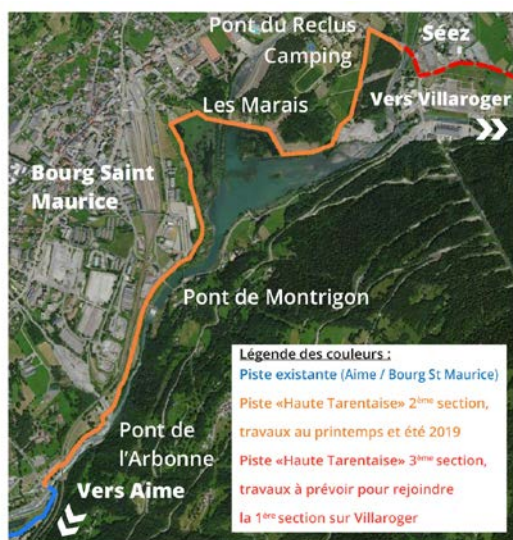 Pont du Reclus
Camping
Séez
Les Marais
Vers Villaroger
Bourg Saint
Maurice
Pont de Montrigon
Pont de
l'Arbonne
Vers Aime
Légende des couleurs :
Piste existante (Aime / Bourg St Maurice)
Piste «Haute Tarentaise» 2ème section,
travaux au printemps et été 2019
Piste «Haute Tarentaise» 3ème section,
travaux à prévoir pour rejoindre
la 1ère section sur Villaroger